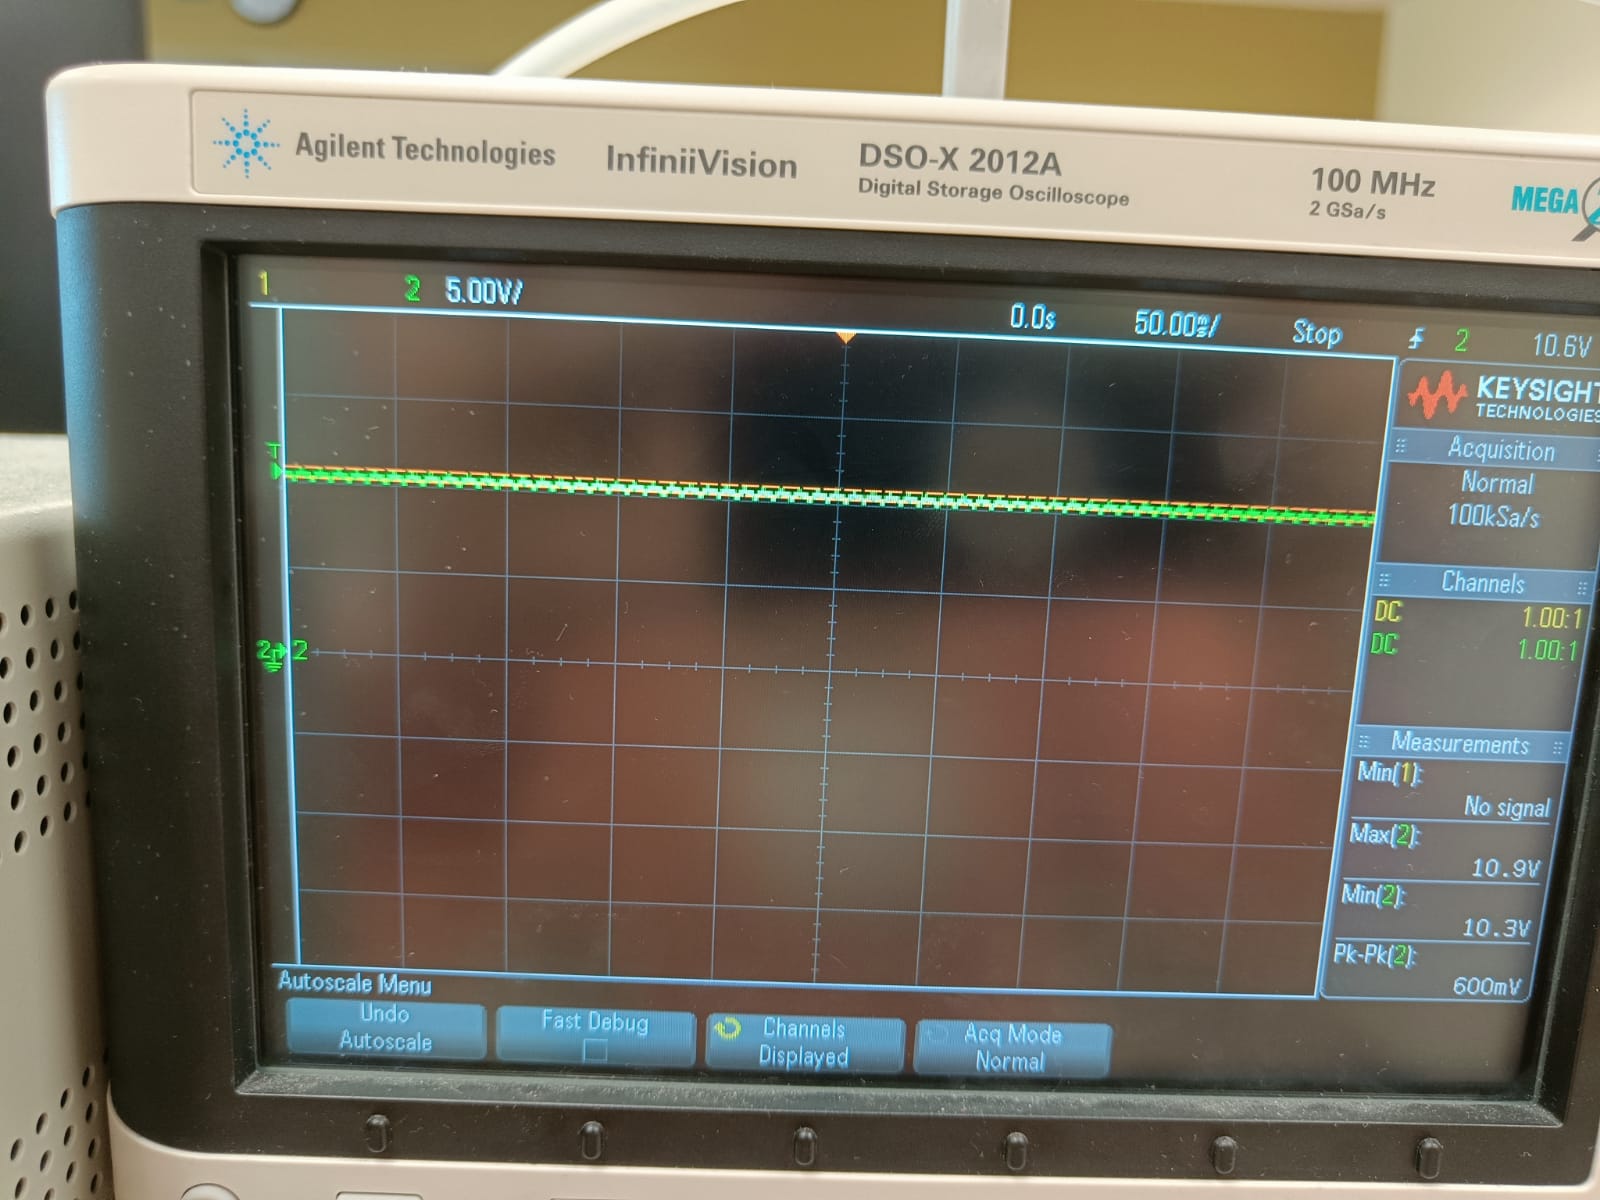 Agilent Technologies InfiniiVision DSO-X 2012A 100 MHz MEGA
Digital Storage Oscilloscope 2 GSa/s
1 2 5.00V/ 0.0s 50.00ms/ Stop 2 10.6V
KEYSIGHT
TECHNOLOGIES
Acquisition
Normal
100kSa/s
T
Channels
DC 1.00:1
DC 1.00:1
2 2
Measurements
Min(1):
No signal
Max(2):
10.9V
Min(2):
10.3V
Pk-Pk(2):
600mV
Autoscale Menu
Undo
Autoscale
Fast Debug
Channels
Displayed
Acq Mode
Normal